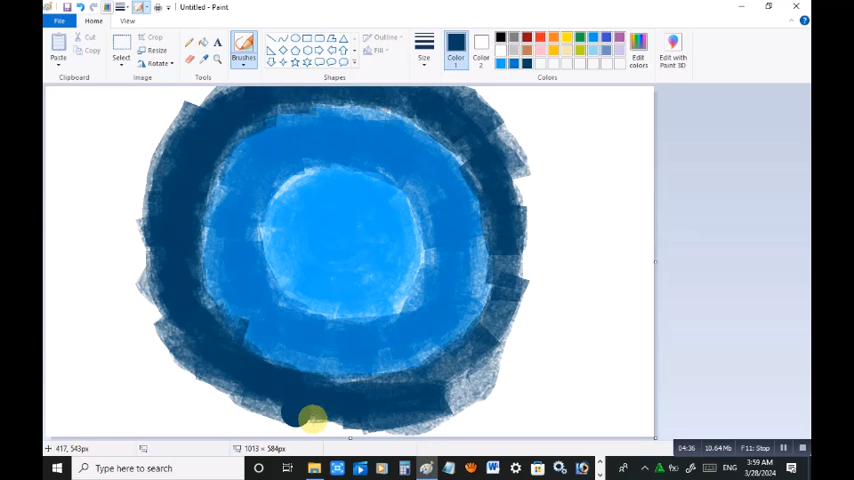 Untitled - Paint
File Home View
Paste Cut Copy Clipboard
Select Crop Resize Rotate Image
Tools
Brushes
Outline Fill Shapes
Size
Color 1 Color 2 Edit colors Colors
Edit with Paint 3D
417, 543px 1013 × 584px 04:36 10.64 Mb F11: Stop
Type here to search ENG 3:59 AM
3/28/2024